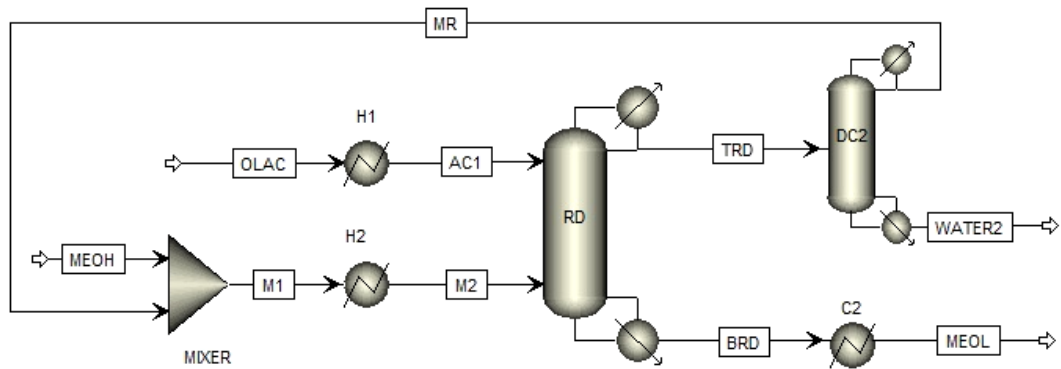 MR
H1
DC2
OLAC
AC1
TRD
RD
WATER2
H2
MEOH
M1
M2
C2
BRD
MEOL
MIXER